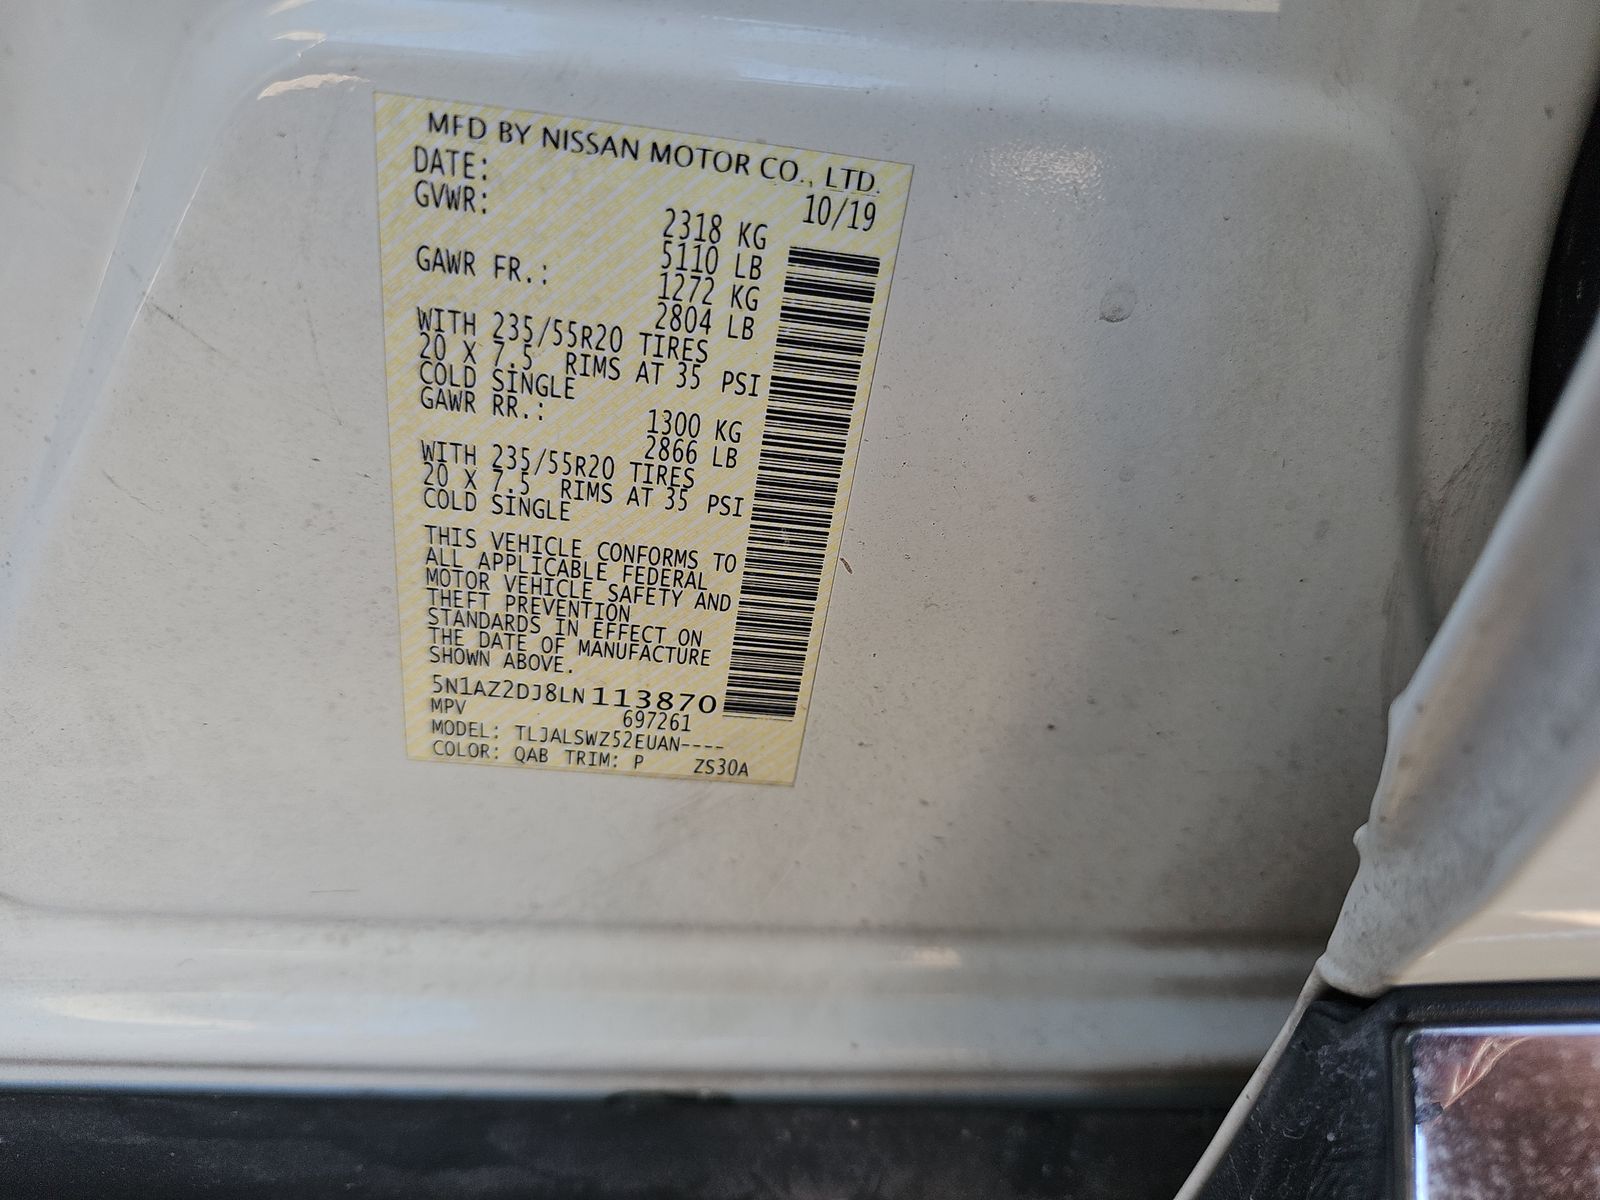 MFD BY NISSAN MOTOR CO., LTD.
DATE: 10/19
GVWR: 2318 KG
5110 LB
GAWR FR.: 1272 KG
2804 LB
WITH 235/55R20 TIRES
20 X 7.5 RIMS AT 35 PSI
COLD SINGLE
GAWR RR.: 1300 KG
2866 LB
WITH 235/55R20 TIRES
20 X 7.5 RIMS AT 35 PSI
COLD SINGLE
THIS VEHICLE CONFORMS TO
ALL APPLICABLE FEDERAL
MOTOR VEHICLE SAFETY AND
THEFT PREVENTION
STANDARDS IN EFFECT ON
THE DATE OF MANUFACTURE
SHOWN ABOVE.
5N1AZ2DJ8LN113870
MPV 697261
MODEL: TLJALSWZ52EUAN----
COLOR: QAB TRIM: P ZS30A